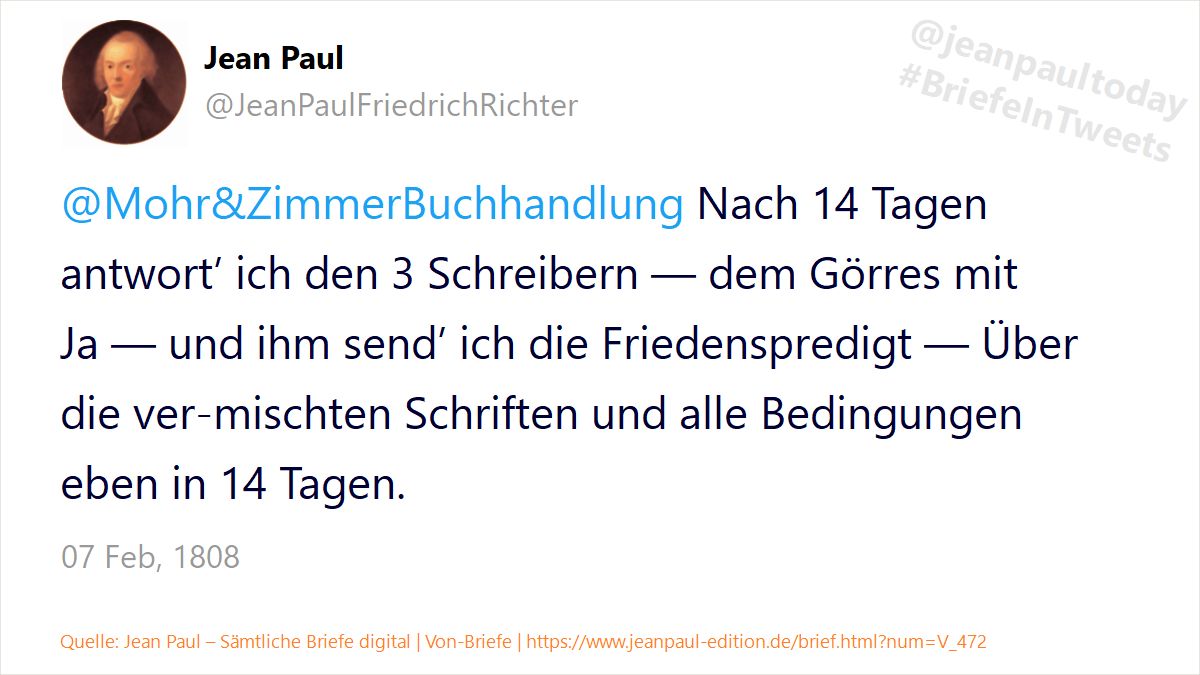 Jean Paul
@JeanPaulFriedrichRichter
@jeanpaultoday
#BriefeInTweets
@Mohr&ZimmerBuchhandlung Nach 14 Tagen
antwort’ ich den 3 Schreibern — dem Görres mit
Ja — und ihm send’ ich die Friedenspredigt — Über
die ver-mischten Schriften und alle Bedingungen
eben in 14 Tagen.
07 Feb, 1808
Quelle: Jean Paul – Sämtliche Briefe digital | Von-Briefe | https://www.jeanpaul-edition.de/brief.html?num=V_472